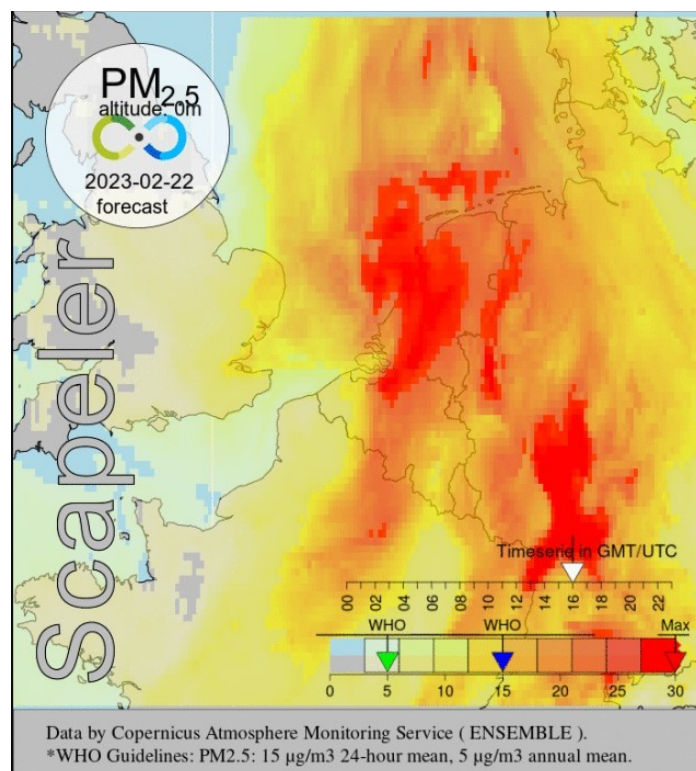 PM2.5
altitude: 0m
2023-02-22
forecast
Scapeler
Timeserie in GMT/UTC
00 02 04 06 08 10 12 14 16 18 20 22
WHO WHO Max
0 5 10 15 20 25 30
Data by Copernicus Atmosphere Monitoring Service ( ENSEMBLE ).
*WHO Guidelines: PM2.5: 15 µg/m3 24-hour mean, 5 µg/m3 annual mean.